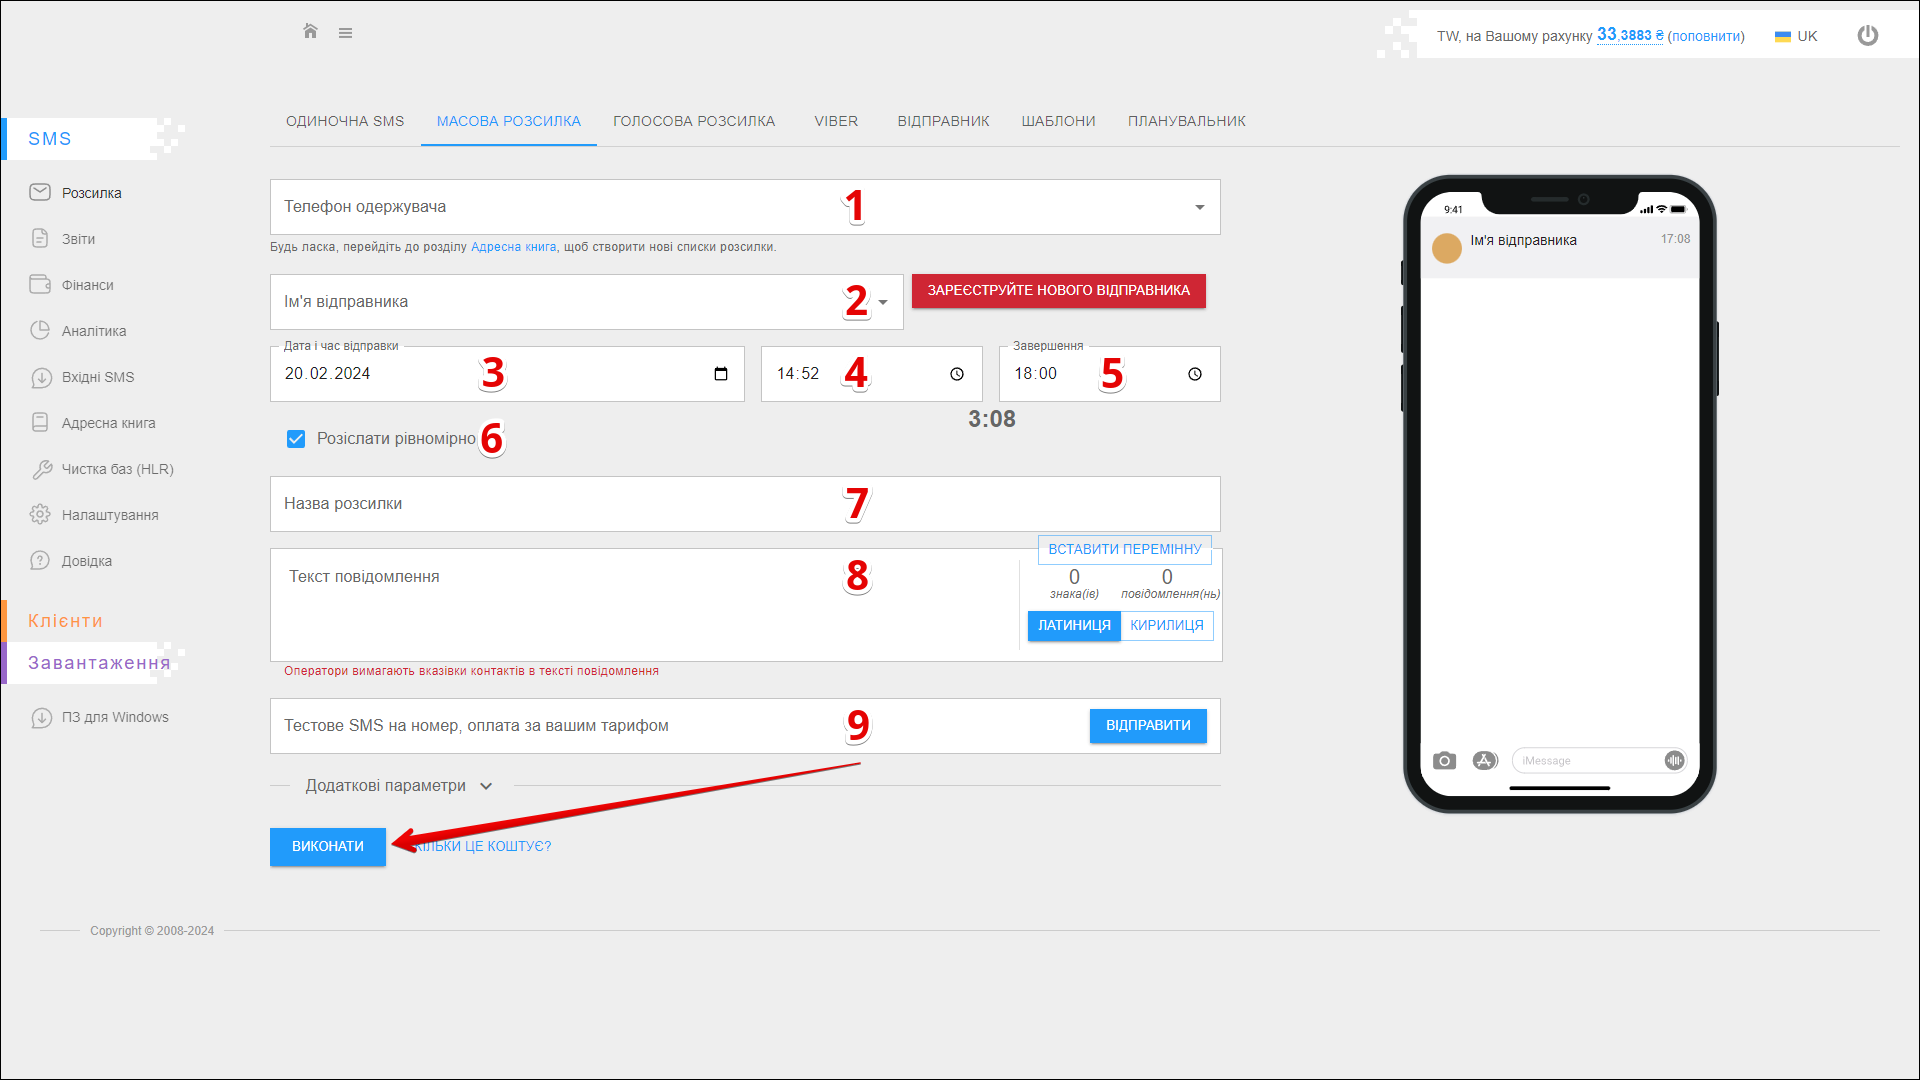 TW, на Вашому рахунку 33,3883 ₴ (поповнити)
UK
SMS
Розсилка
Звіти
Фінанси
Аналітика
Вхідні SMS
Адресна книга
Чистка баз (HLR)
Налаштування
Довідка
Клієнти
Завантаження
ПЗ для Windows
ОДИНОЧНА SMS
МАСОВА РОЗСИЛКА
ГОЛОСОВА РОЗСИЛКА
VIBER
ВІДПРАВНИК
ШАБЛОНИ
ПЛАНУВАЛЬНИК
Телефон одержувача
1
Будь ласка, перейдіть до розділу Адресна книга, щоб створити нові списки розсилки.
Ім'я відправника
2
ЗАРЕЄСТРУЙТЕ НОВОГО ВІДПРАВНИКА
Дата і час відправки
20.02.2024
3
14:52
4
Завершення
18:00
5
3:08
Розіслати рівномірно
6
Назва розсилки
7
Текст повідомлення
8
ВСТАВИТИ ПЕРЕМІННУ
0
знака(ів)
0
повідомлення(нь)
ЛАТИНИЦЯ
КИРИЛИЦЯ
Оператори вимагають вказівки контактів в тексті повідомлення
Тестове SMS на номер, оплата за вашим тарифом
9
ВІДПРАВИТИ
Додаткові параметри
ВИКОНАТИ
КІЛЬКИ ЦЕ КОШТУЄ?
9:41
Ім'я відправника
17:08
iMessage
Copyright © 2008-2024